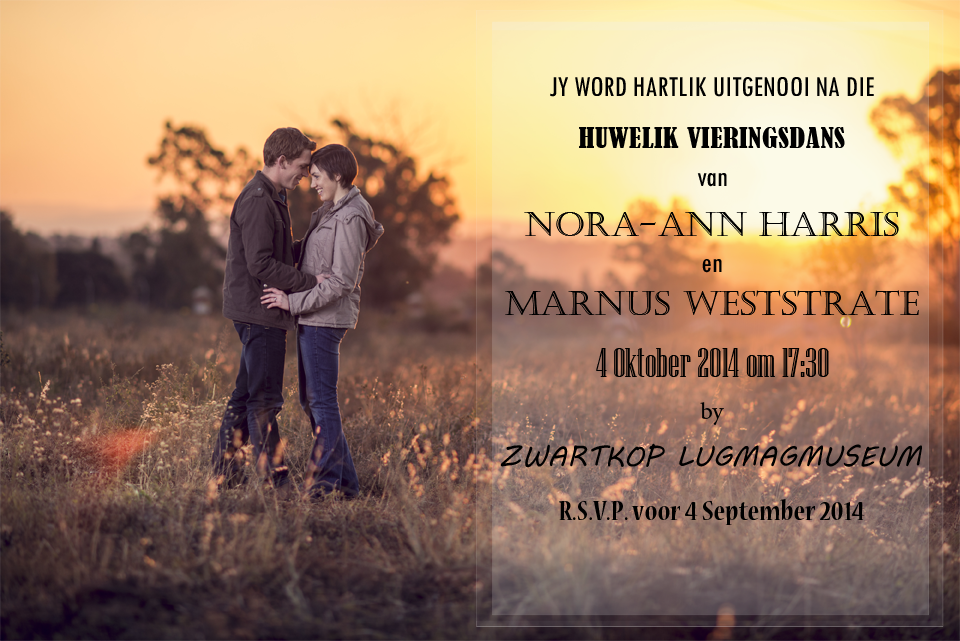 JY WORD HARTLIK UITGENOOI NA DIE
HUWELIK VIERINGSDANS
van
NORA-ANN HARRIS
en
MARNUS WESTSTRATE
4 Oktober 2014 om 17:30
by
ZWARTKOP LUGMAGMUSEUM
R.S.V.P. voor 4 September 2014